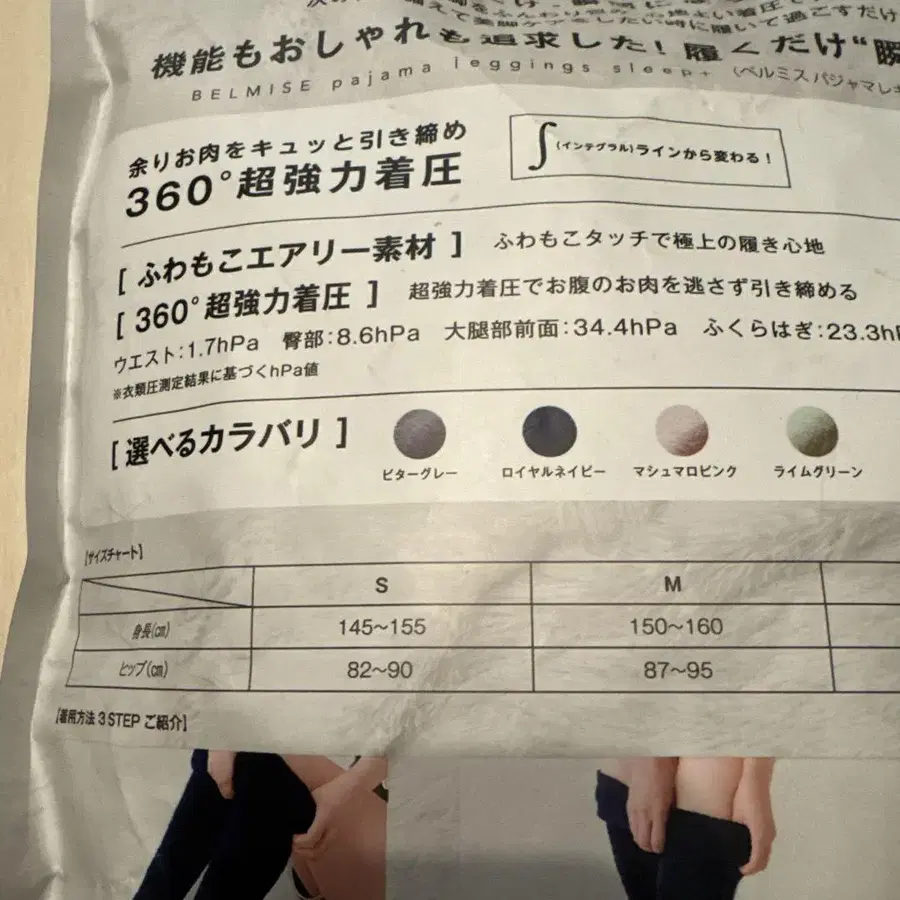 機能もおしゃれも追求した!履くだけ“瞬
BELMISE pajama leggings sleep+ (ベルミスパジャマレギ
余りお肉をキュッと引き締め
360°超強力着圧
∫(インテグラル)ラインから変わる!
[ふわもこエアリー素材] ふわもこタッチで極上の履き心地
[360°超強力着圧] 超強力着圧でお腹のお肉を逃さず引き締める
ウエスト:1.7hPa 臀部:8.6hPa 大腿部前面:34.4hPa ふくらはぎ:23.3hP
※衣類圧測定結果に基づくhPa値
[選べるカラバリ]
ビターグレー ロイヤルネイビー マシュマロピンク ライムグリーン
【サイズチャート】
S M
身長(cm) 145~155 150~160
ヒップ(cm) 82~90 87~95
【着用方法 3 STEP ご紹介】